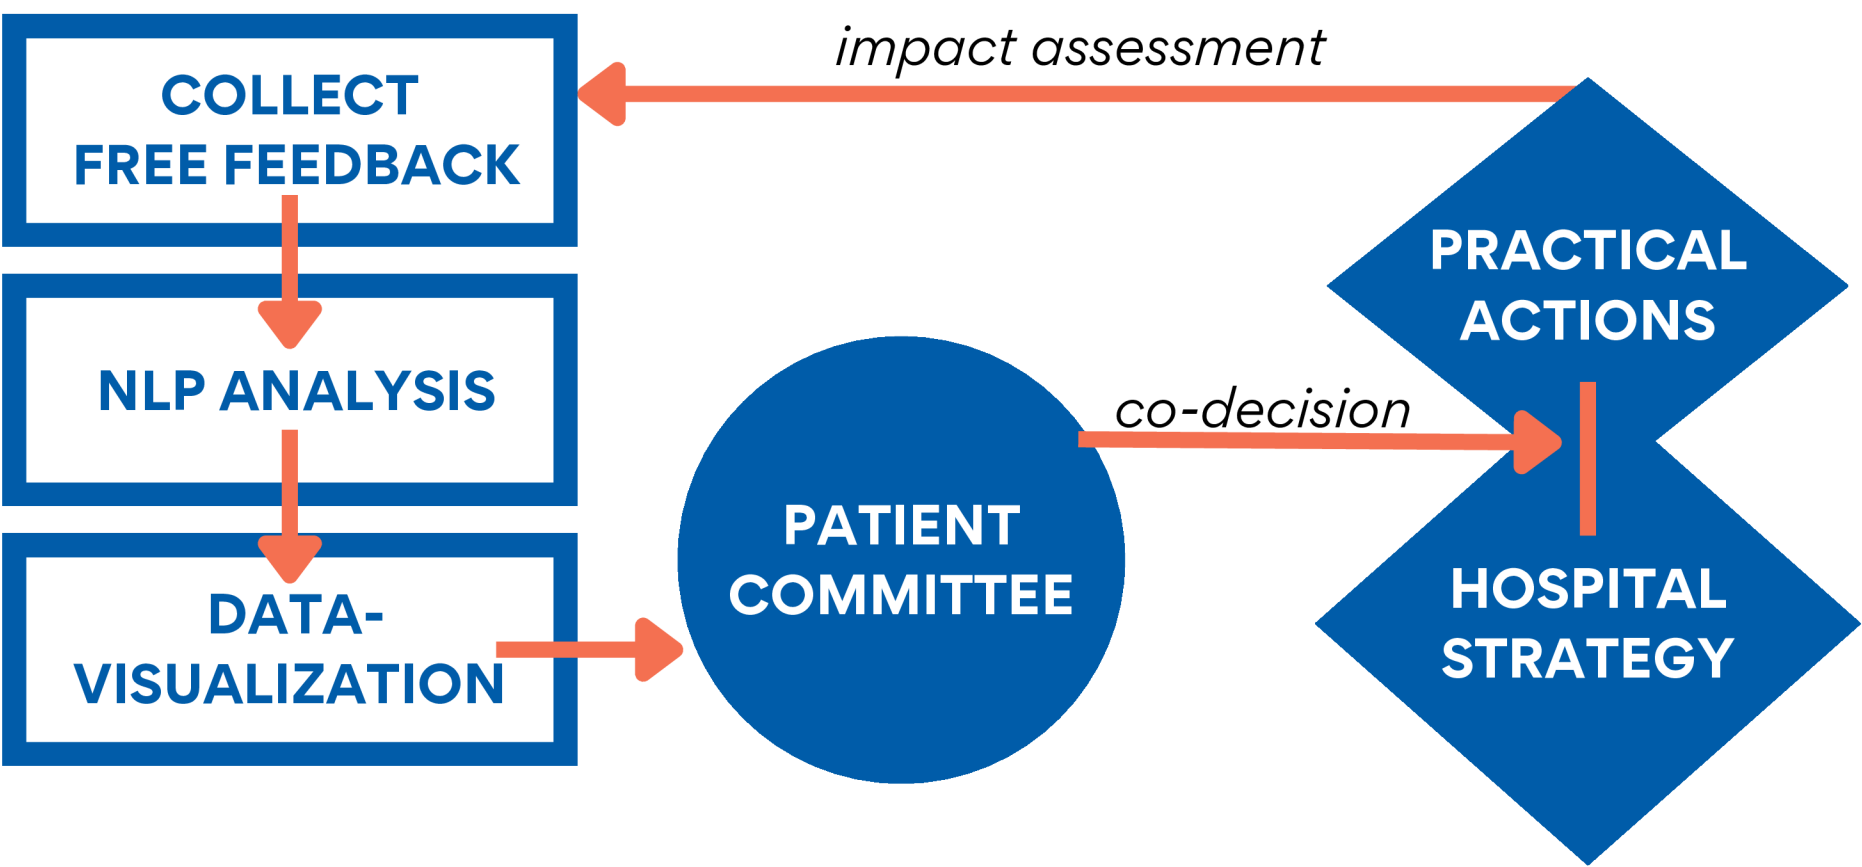 COLLECT
FREE FEEDBACK
NLP ANALYSIS
DATA-
VISUALIZATION
PATIENT
COMMITTEE
co-decision
PRACTICAL
ACTIONS
HOSPITAL
STRATEGY
impact assessment